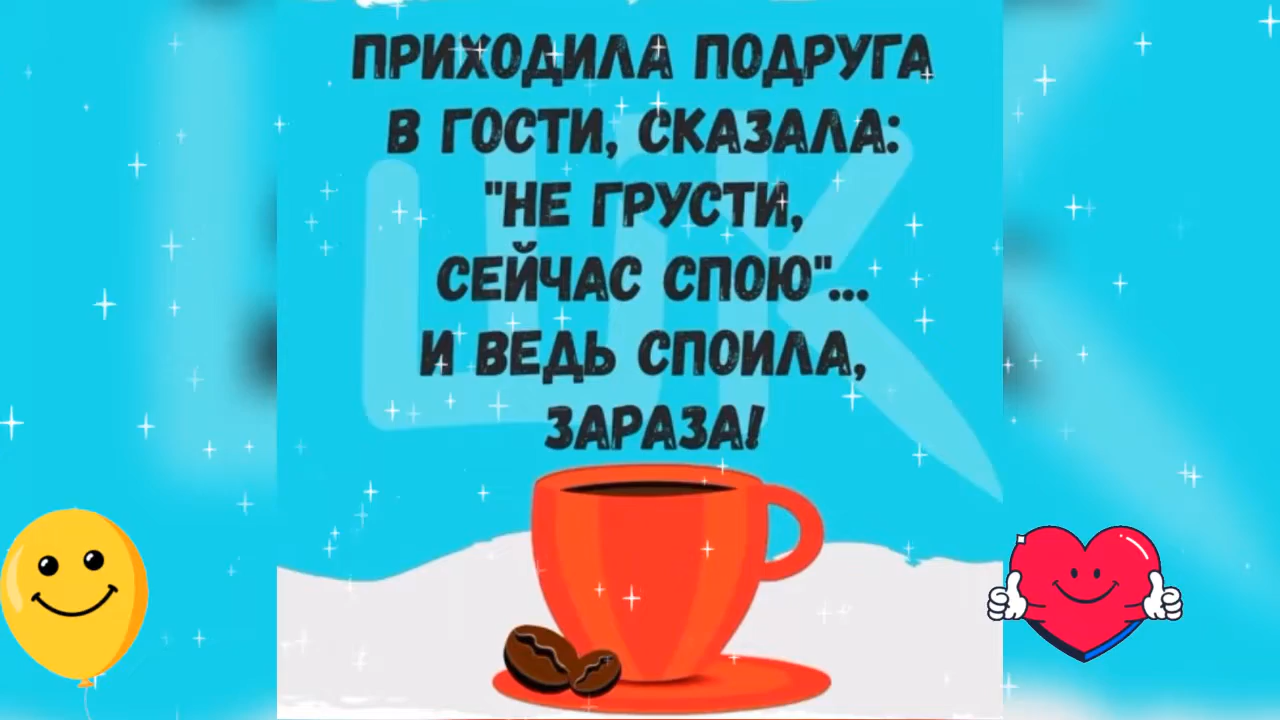 ПРИХОДИЛА ПОДРУГА
В ГОСТИ, СКАЗАЛА:
"НЕ ГРУСТИ,
СЕЙЧАС СПОЮ"...
И ВЕДЬ СПОИЛА,
ЗАРАЗА!